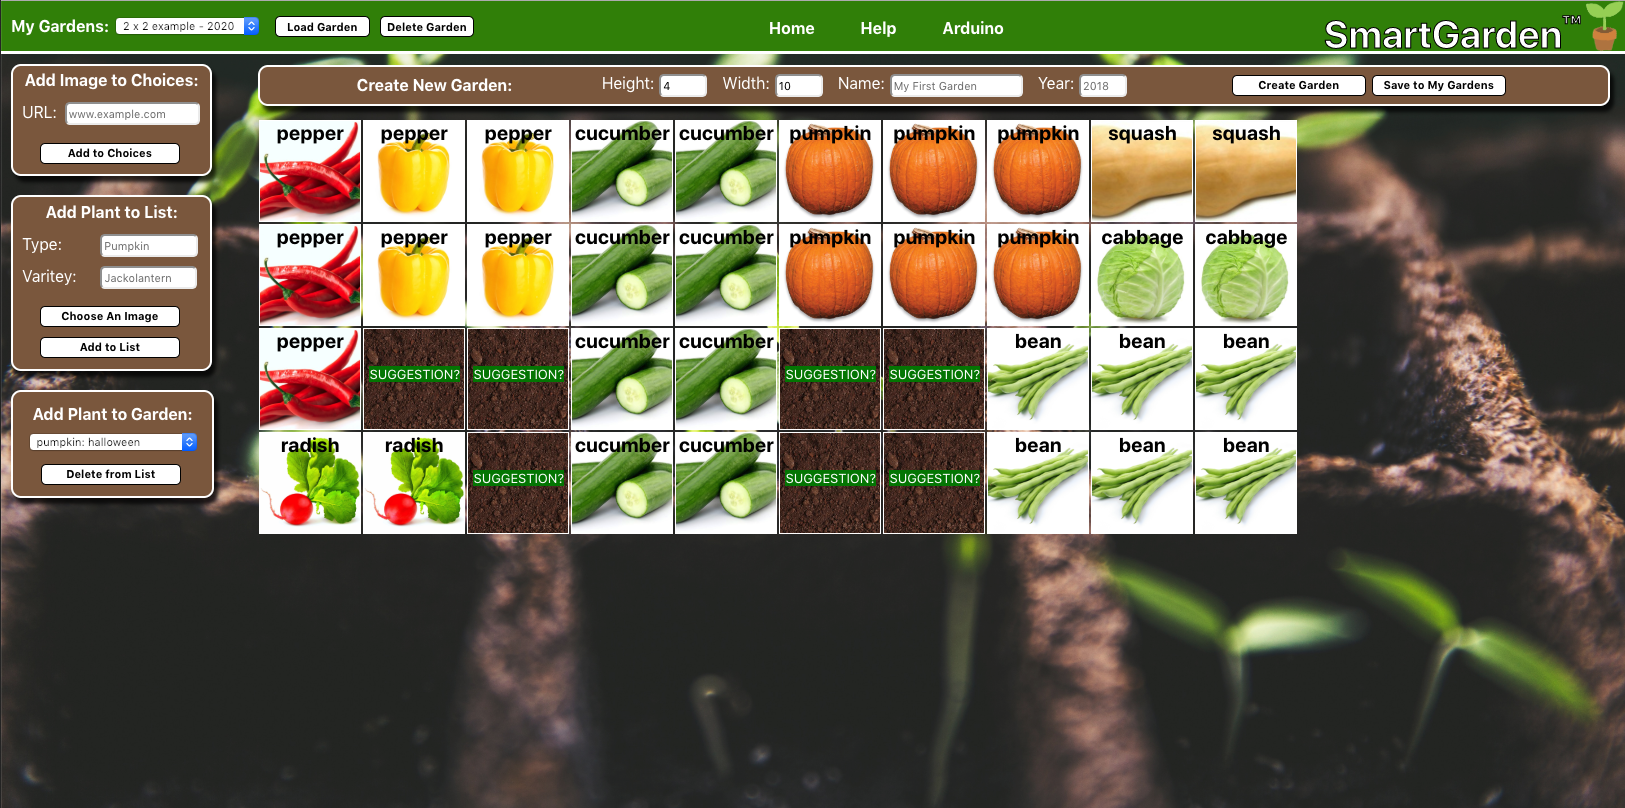 My Gardens: 2 x 2 example - 2020 Load Garden Delete Garden Home Help Arduino SmartGarden™
Add Image to Choices:
URL: www.example.com
Add to Choices
Add Plant to List:
Type: Pumpkin
Varitey: Jackolantern
Choose An Image
Add to List
Add Plant to Garden:
pumpkin: halloween
Delete from List
Create New Garden: Height: 4 Width: 10 Name: My First Garden Year: 2018 Create Garden Save to My Gardens
pepper pepper pepper cucumber cucumber pumpkin pumpkin pumpkin squash squash
pepper pepper pepper cucumber cucumber pumpkin pumpkin pumpkin cabbage cabbage
pepper SUGGESTION? SUGGESTION? cucumber cucumber SUGGESTION? SUGGESTION? bean bean bean
radish radish SUGGESTION? cucumber cucumber SUGGESTION? SUGGESTION? bean bean bean